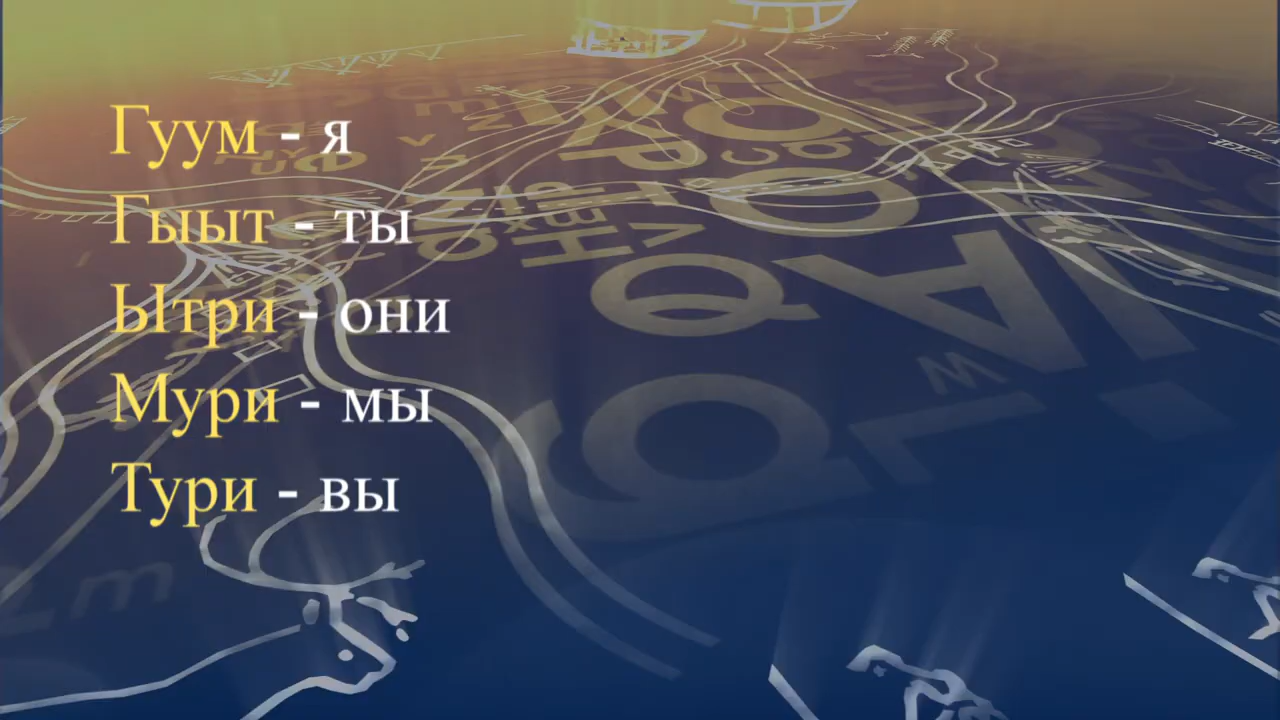 Гуум - я
Гыыт - ты
Ытри - они
Мури - мы
Тури - вы